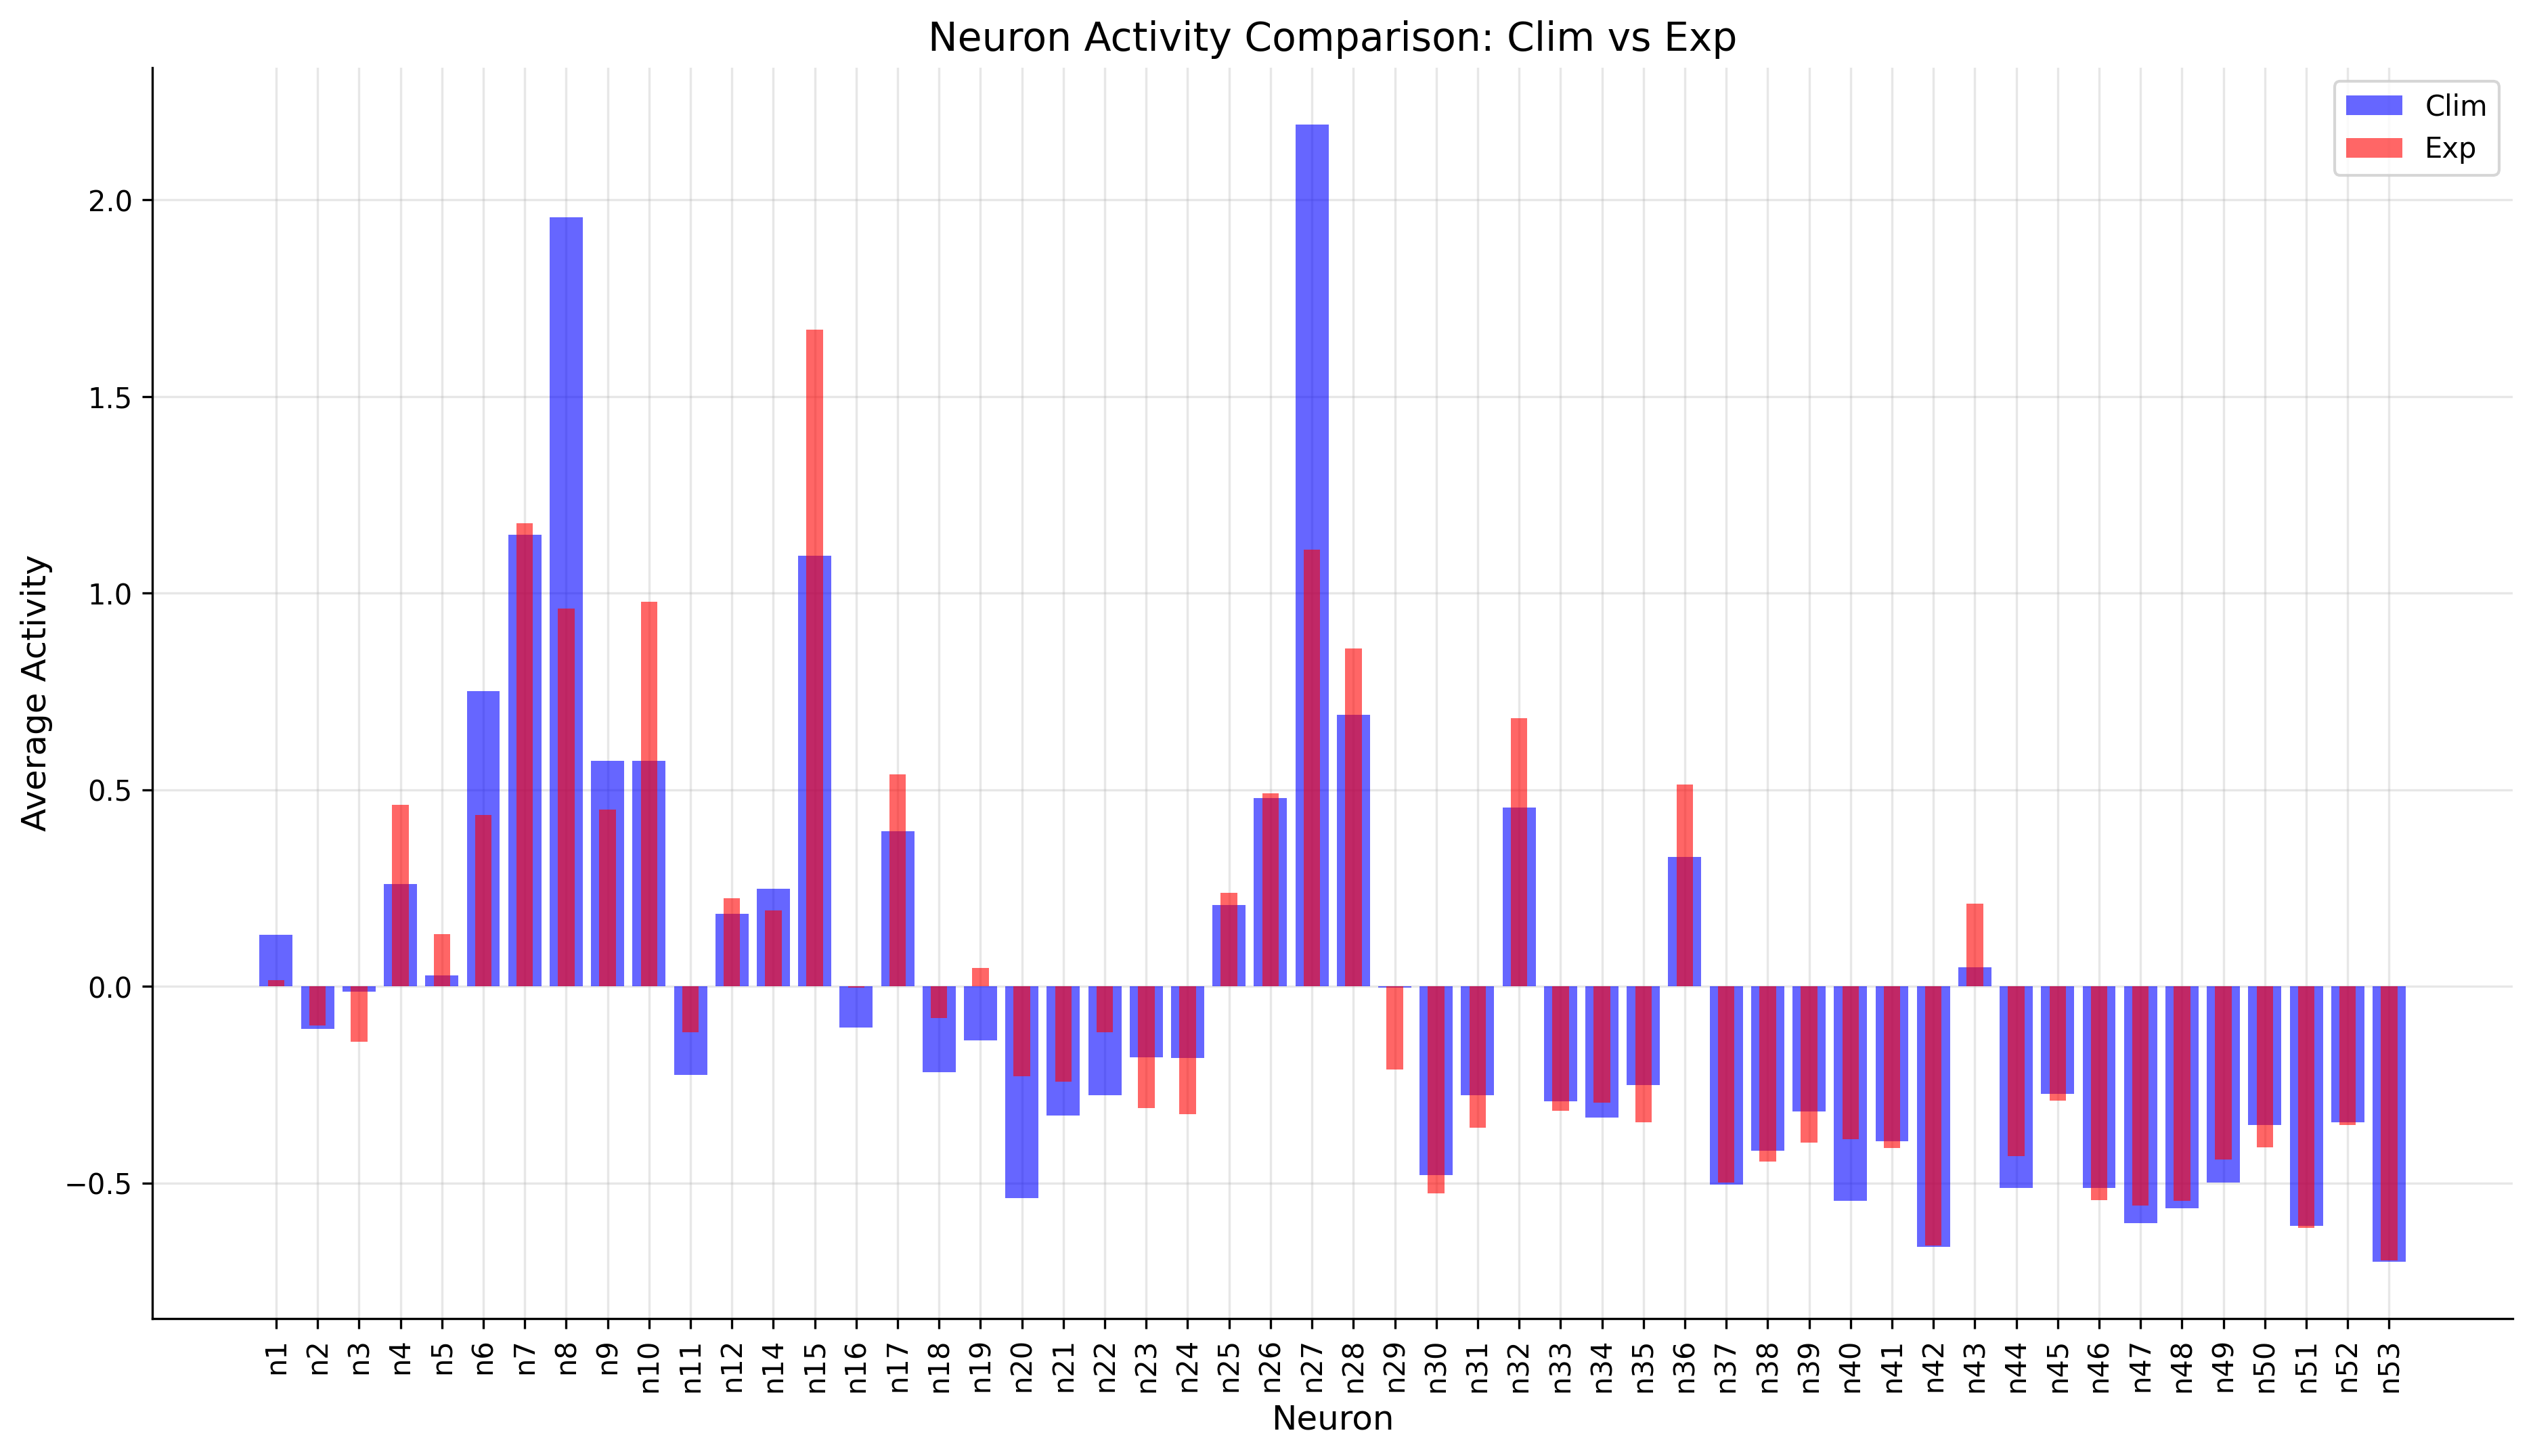 Neuron Activity Comparison: Clim vs Exp
Clim
Exp
Average Activity
2.0
1.5
1.0
0.5
0.0
−0.5
n1 n2 n3 n4 n5 n6 n7 n8 n9 n10 n11 n12 n14 n15 n16 n17 n18 n19 n20 n21 n22 n23 n24 n25 n26 n27 n28 n29 n30 n31 n32 n33 n34 n35 n36 n37 n38 n39 n40 n41 n42 n43 n44 n45 n46 n47 n48 n49 n50 n51 n52 n53
Neuron